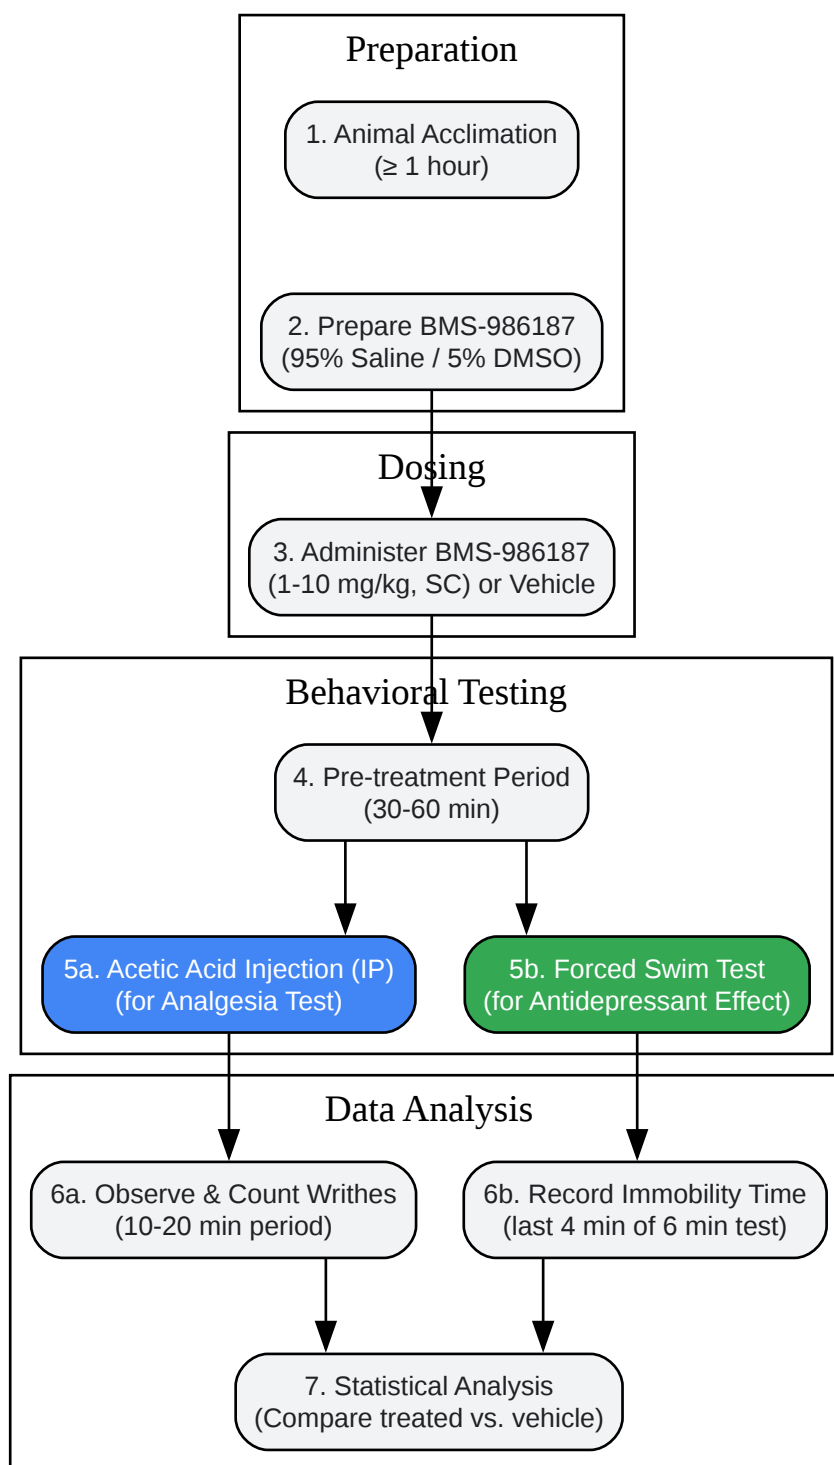 Preparation
1. Animal Acclimation
(≥ 1 hour)
2. Prepare BMS-986187
(95% Saline / 5% DMSO)
Dosing
3. Administer BMS-986187
(1-10 mg/kg, SC) or Vehicle
Behavioral Testing
4. Pre-treatment Period
(30-60 min)
5a. Acetic Acid Injection (IP)
(for Analgesia Test)
5b. Forced Swim Test
(for Antidepressant Effect)
Data Analysis
6a. Observe & Count Writhes
(10-20 min period)
6b. Record Immobility Time
(last 4 min of 6 min test)
7. Statistical Analysis
(Compare treated vs. vehicle)